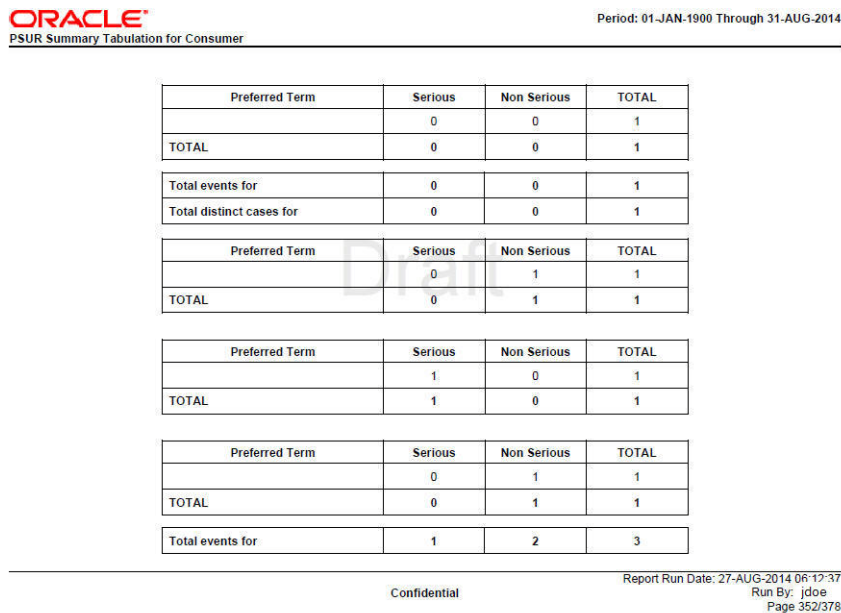 ORACLE
Period: 01-JAN-1900 Through 31-AUG-2014
PSUR Summary Tabulation for Consumer
Preferred Term Serious Non Serious TOTAL
0 0 1
TOTAL 0 0 1
Total events for 0 0 1
Total distinct cases for 0 0 1
Draft
Preferred Term Serious Non Serious TOTAL
0 1 1
TOTAL 0 1 1
Preferred Term Serious Non Serious TOTAL
1 0 1
TOTAL 1 0 1
Preferred Term Serious Non Serious TOTAL
0 1 1
TOTAL 0 1 1
Total events for 1 2 3
Report Run Date: 27-AUG-2014 06:12:37
Confidential Run By: jdoe
Page 352/378